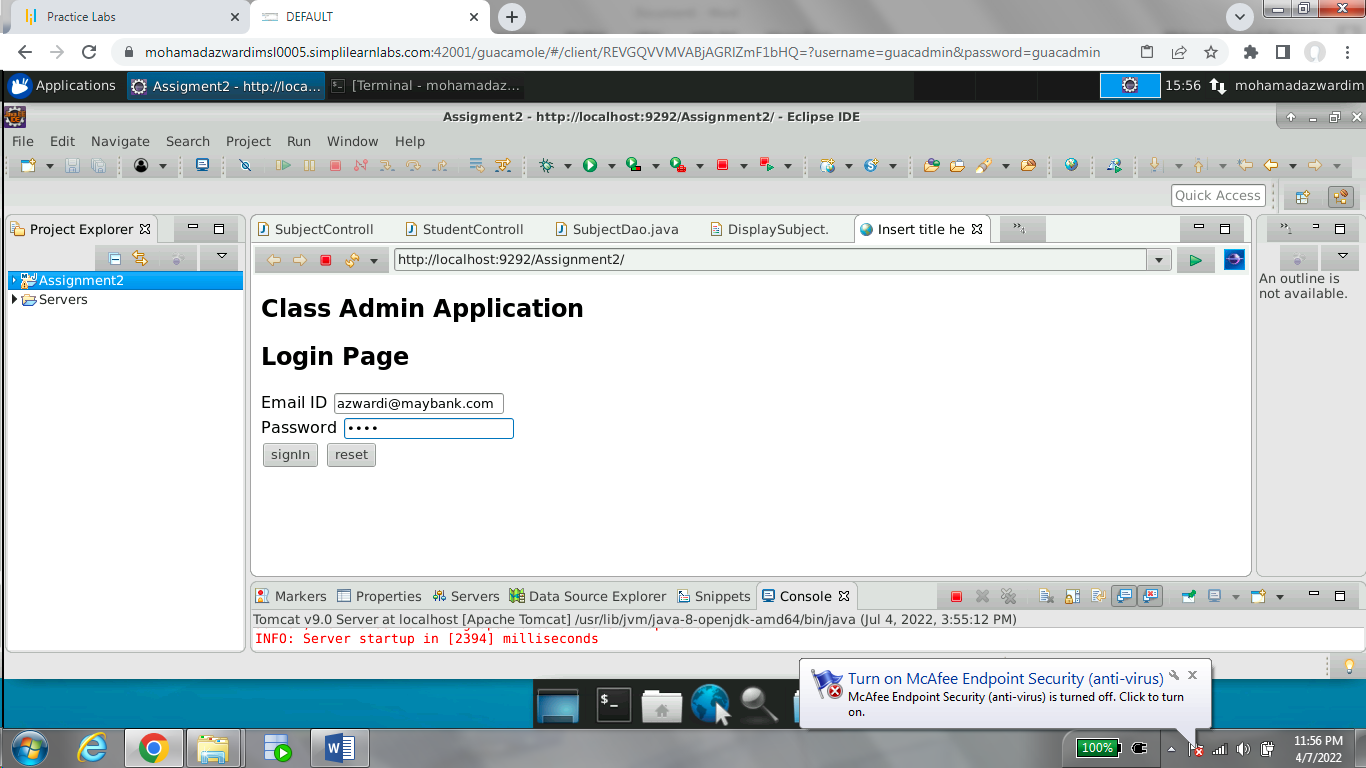 Practice Labs
DEFAULT
mohamadazwardimsl0005.simplilearnlabs.com:42001/guacamole/#/client/REVGQVVMVABjAGRlZmF1bHQ=?username=guacadmin&password=guacadmin
Applications
Assigment2 - http://loca...
[Terminal - mohamadaz...
15:56
mohamadazwardim
Assigment2 - http://localhost:9292/Assignment2/ - Eclipse IDE
File Edit Navigate Search Project Run Window Help
Quick Access
Project Explorer
SubjectControll
StudentControll
SubjectDao.java
DisplaySubject.
Insert title he
http://localhost:9292/Assignment2/
Assignment2
Servers
An outline is
not available.
Class Admin Application
Login Page
Email ID azwardi@maybank.com
Password ••••
signIn reset
Markers Properties Servers Data Source Explorer Snippets Console
Tomcat v9.0 Server at localhost [Apache Tomcat] /usr/lib/jvm/java-8-openjdk-amd64/bin/java (Jul 4, 2022, 3:55:12 PM)
INFO: Server startup in [2394] milliseconds
Turn on McAfee Endpoint Security (anti-virus)
McAfee Endpoint Security (anti-virus) is turned off. Click to turn
on.
100%
11:56 PM
4/7/2022